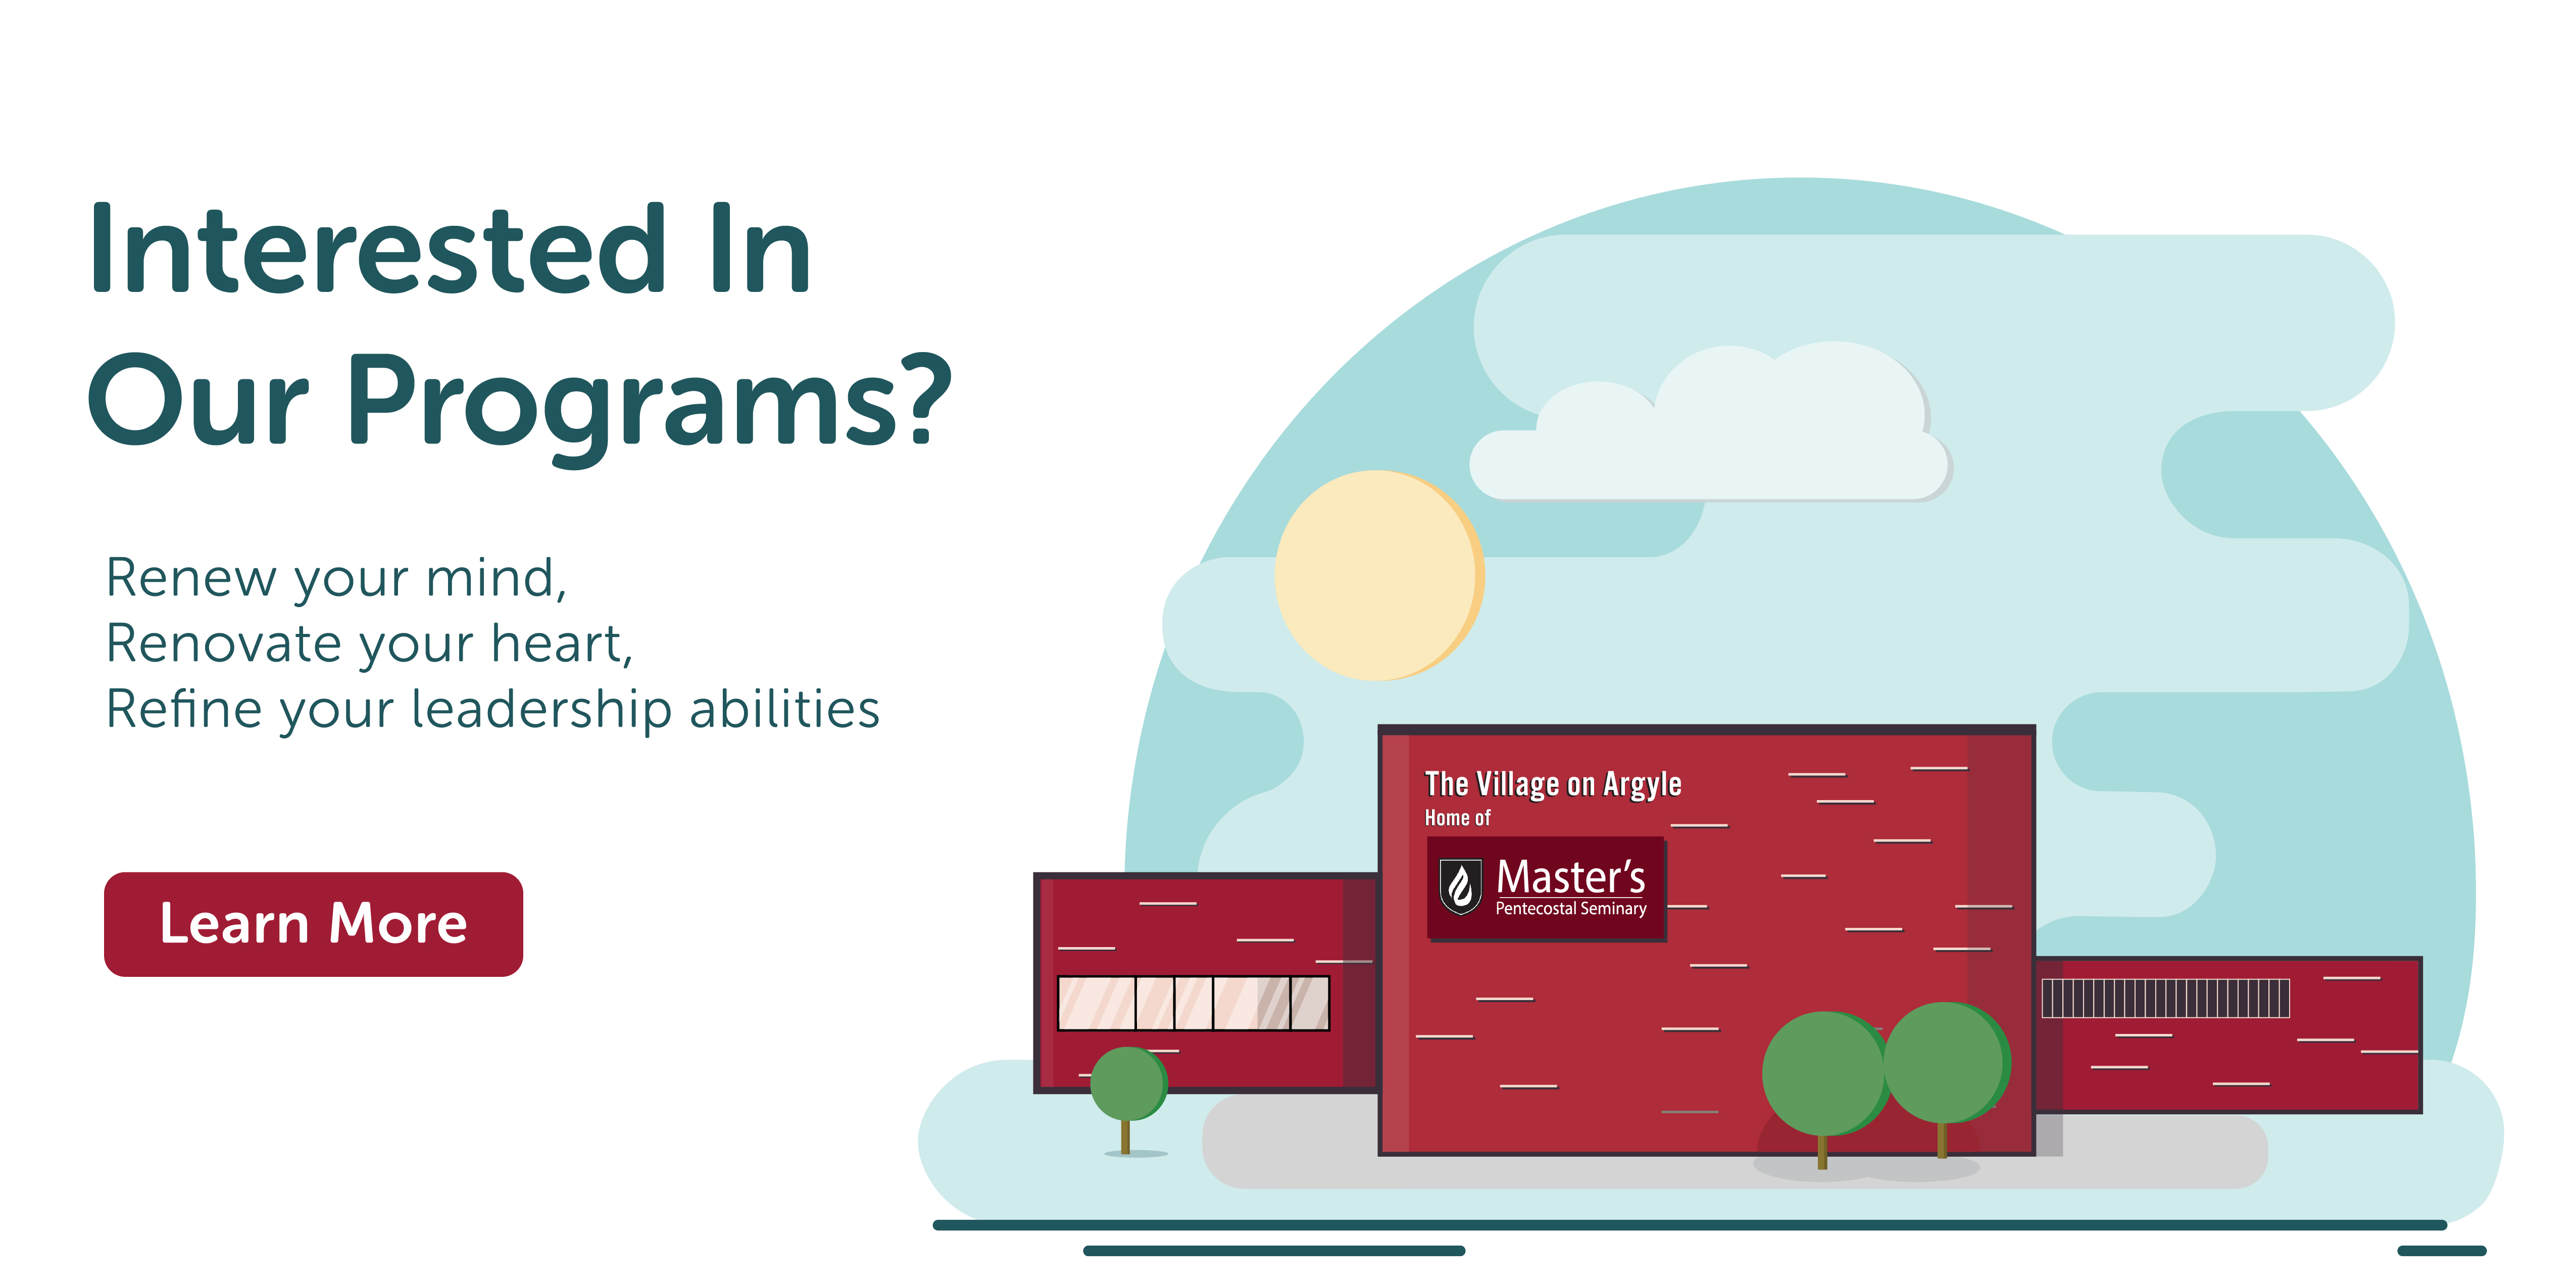 Interested In
Our Programs?
Renew your mind,
Renovate your heart,
Refine your leadership abilities
Learn More
The Village on Argyle
Home of
Master's
Pentecostal Seminary